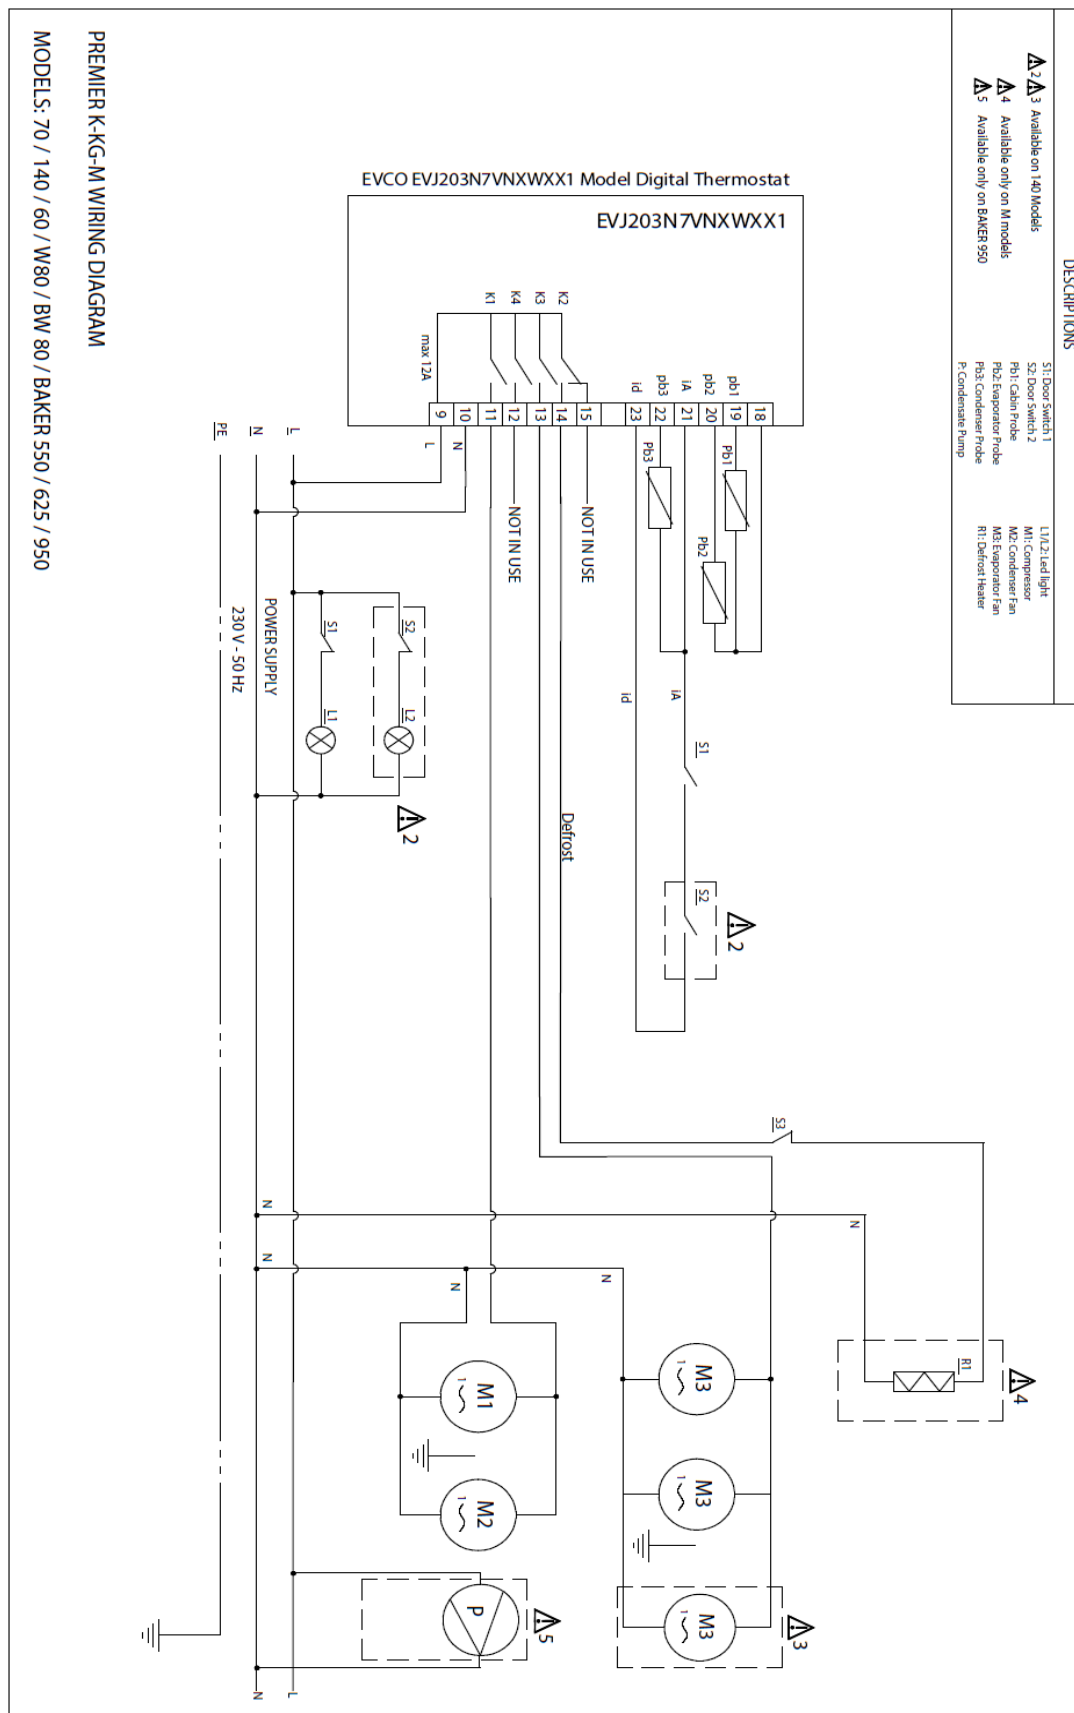 DESCRIPTIONS
2 3 Available on 140 Models
4 Available only on M models
5 Available only on BAKER 950
S1: Door Switch 1
S2: Door Switch 2
Pb1: Cabin Probe
Pb2: Evaporator Probe
Pb3: Condenser Probe
P: Condensate Pump
L1/L2: Led light
M1: Compressor
M2: Condenser Fan
M3: Evaporator Fan
R1: Defrost Heater
EVCO EVJ203N7VNXWXX1 Model Digital Thermostat
EVJ203N7VNXWXX1
K1
K4
K3
K2
max 12A
id
pb3
iA
pb2
pb1
9
10
11
12
13
14
15
23
22
21
20
19
18
L
N
NOT IN USE
NOT IN USE
Pb3
Pb1
Pb2
PE
N
L
POWER SUPPLY
230 V - 50 Hz
S1
L1
S2
L2
2
id
iA
S1
S2
2
Defrost
S3
N
N
N
N
N
R1
4
M1
1
M2
1
M3
1
M3
1
M3
1
3
P
5
N
L
PREMIER K-KG-M WIRING DIAGRAM
MODELS: 70 / 140 / 60 / W80 / BW 80 / BAKER 550 / 625 / 950